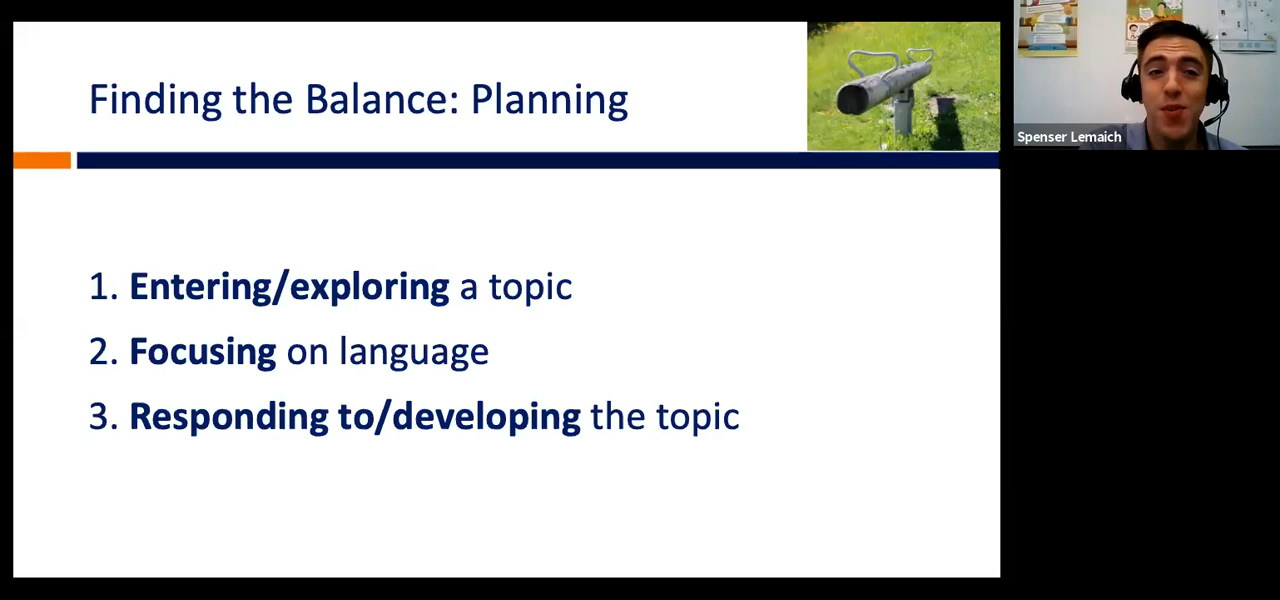 Finding the Balance: Planning
Spenser Lemaich
1. Entering/exploring a topic
2. Focusing on language
3. Responding to/developing the topic